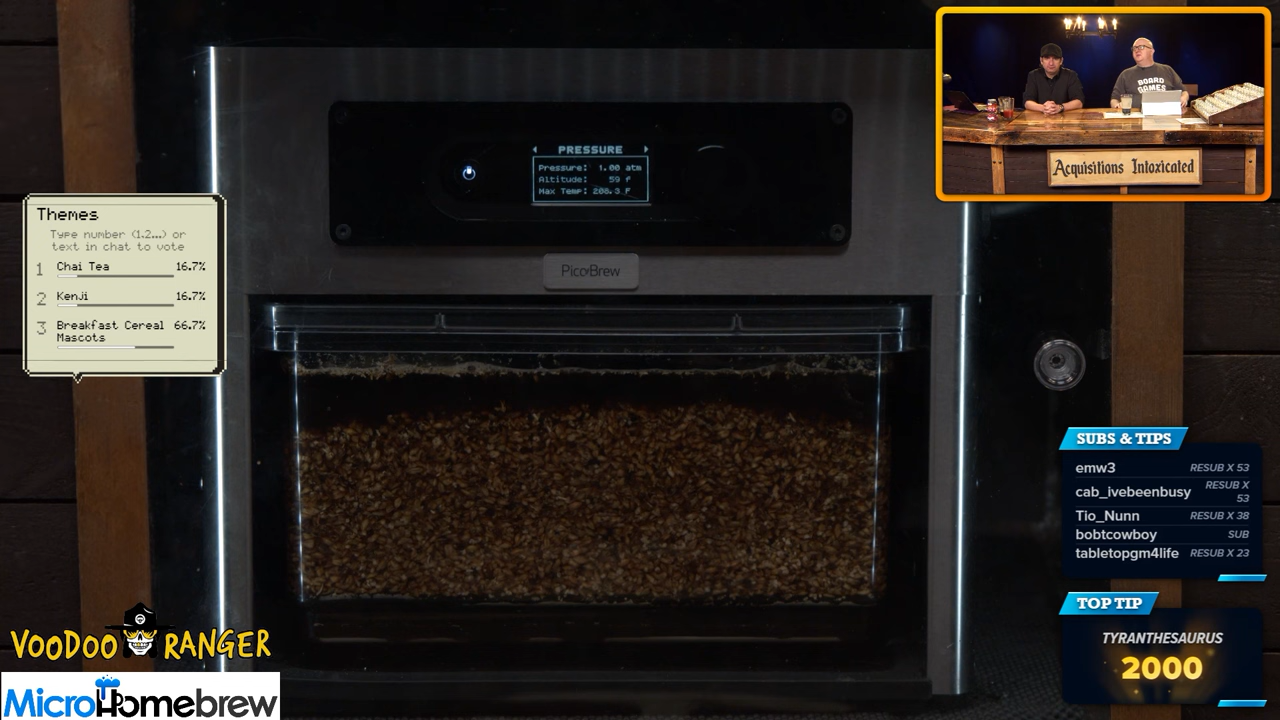 PRESSURE
Pressure: 1.00 atm
Altitude: 59 f
Max Temp: 208.3 F
PicoBrew
BOARD
GAMES
Acquisitions Intoxicated
Themes
Type number (1,2...) or
text in chat to vote
1 Chai Tea 16.7%
2 Kenji 16.7%
3 Breakfast Cereal 66.7%
Mascots
SUBS & TIPS
emw3 RESUB X 53
cab_ivebeenbusy RESUB X
53
Tio_Nunn RESUB X 38
bobtcowboy SUB
tabletopgm4life RESUB X 23
TOP TIP
TYRANTHESAURUS
2000
VOODOO RANGER
MicroHomebrew